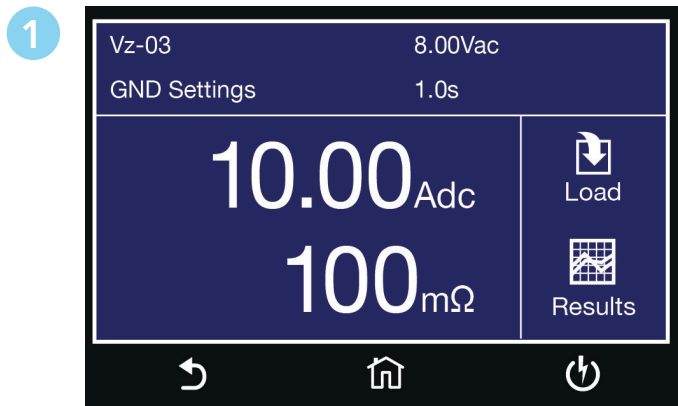 1
Vz-03 8.00Vac
GND Settings 1.0s
10.00Adc
Load
100mΩ
Results